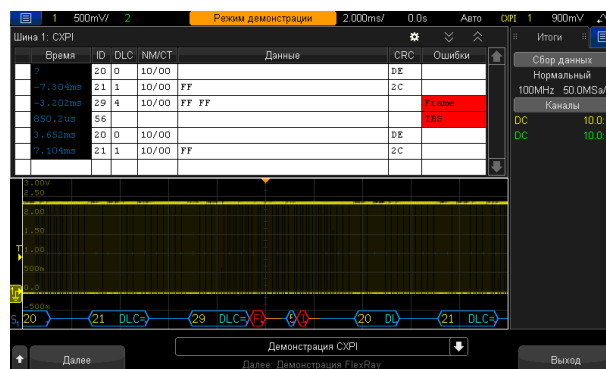 1 500mV/ 2 Режим демонстрации 2.000ms/ 0.0s Авто CXPI 1 900mV
Шина 1: CXPI
Время ID DLC NM/CT Данные CRC Ошибки
2 20 0 10/00 DE
-7.304ms 21 1 10/00 FF 2C
-3.202ms 29 4 10/00 FF FF Frame
850.2us 56 IBS
3.652ms 20 0 10/00 DE
7.104ms 21 1 10/00 FF 2C
Итоги
Сбор данных
Нормальный
100MHz 50.0MSa/
Каналы
DC 10.0:
DC 10.0:
3.00V
2.50
2.00
1.50
T
1.00
500m
0.0
-500m
S1 20 21 DLC= 29 DLC= 20 DL 21 DLC=
Демонстрация CXPI
Далее Далее: Демонстрация FlexRay Выход